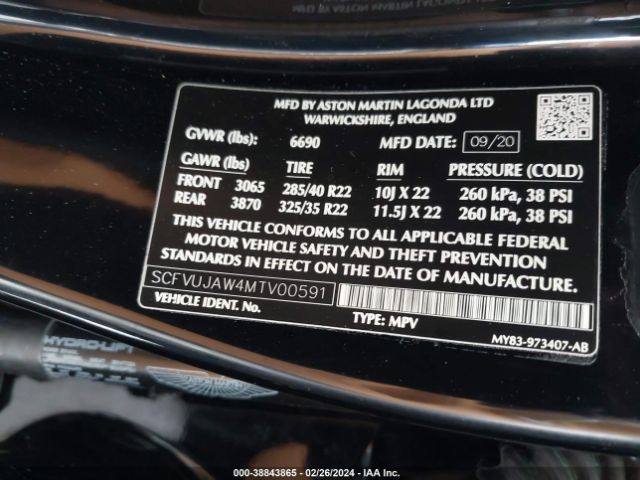 MFD BY ASTON MARTIN LAGONDA LTD
WARWICKSHIRE, ENGLAND
GVWR (lbs): 6690 MFD DATE: 09/20
GAWR (lbs) TIRE RIM PRESSURE (COLD)
FRONT 3065 285/40 R22 10J X 22 260 kPa, 38 PSI
REAR 3870 325/35 R22 11.5J X 22 260 kPa, 38 PSI
THIS VEHICLE CONFORMS TO ALL APPLICABLE FEDERAL
MOTOR VEHICLE SAFETY AND THEFT PREVENTION
STANDARDS IN EFFECT ON THE DATE OF MANUFACTURE.
SCFVUJAW4MTV00591
VEHICLE IDENT. No. TYPE: MPV
MY83-973407-AB
HYDRO-LIFT
000-38843865 - 02/26/2024 - IAA Inc.